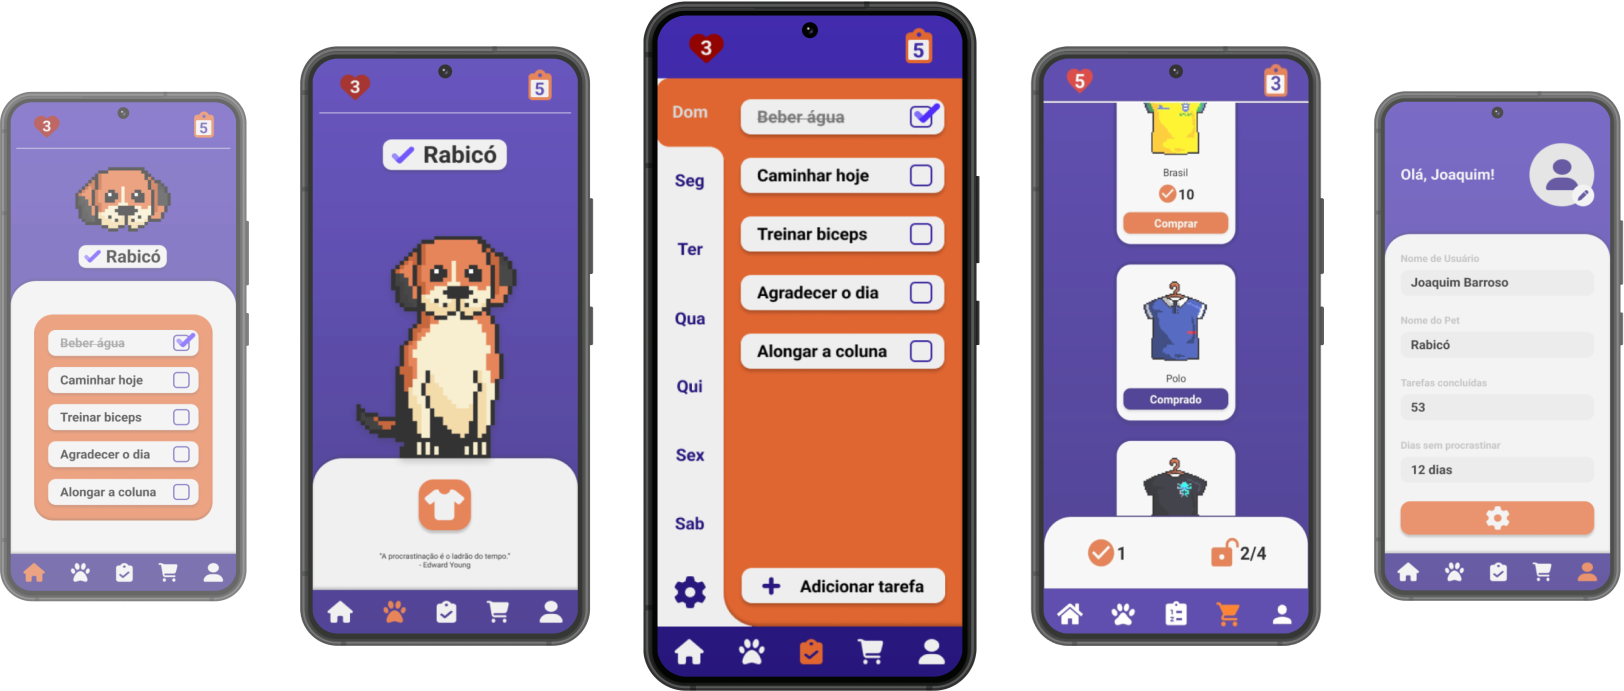 3
5
Rabicó
Beber água
Caminhar hoje
Treinar biceps
Agradecer o dia
Alongar a coluna
3
5
Rabicó
"A procrastinação é o ladrão do tempo."
- Edward Young
3
5
Dom
Seg
Ter
Qua
Qui
Sex
Sab
Beber água
Caminhar hoje
Treinar biceps
Agradecer o dia
Alongar a coluna
+ Adicionar tarefa
5
3
Brasil
10
Comprar
Polo
Comprado
1
2/4
Olá, Joaquim!
Nome de Usuário
Joaquim Barroso
Nome do Pet
Rabicó
Tarefas concluídas
53
Dias sem procrastinar
12 dias